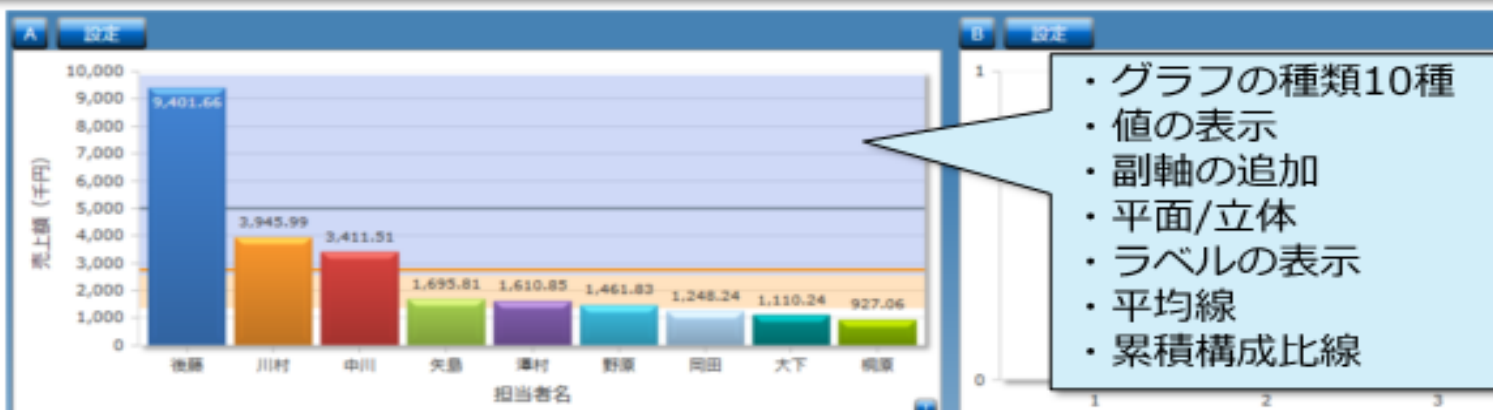 A 設定
10,000
9,000
8,000
7,000
6,000
5,000
4,000
3,000
2,000
1,000
0
売上額（千円）
9,401.66
3,945.99
3,411.51
1,695.81
1,610.85
1,461.83
1,248.24
1,110.24
927.06
後藤 川村 中川 矢島 澤村 野原 岡田 大下 桐原
担当者名
B 設定
1
0
1 2 3
・グラフの種類10種
・値の表示
・副軸の追加
・平面/立体
・ラベルの表示
・平均線
・累積構成比線